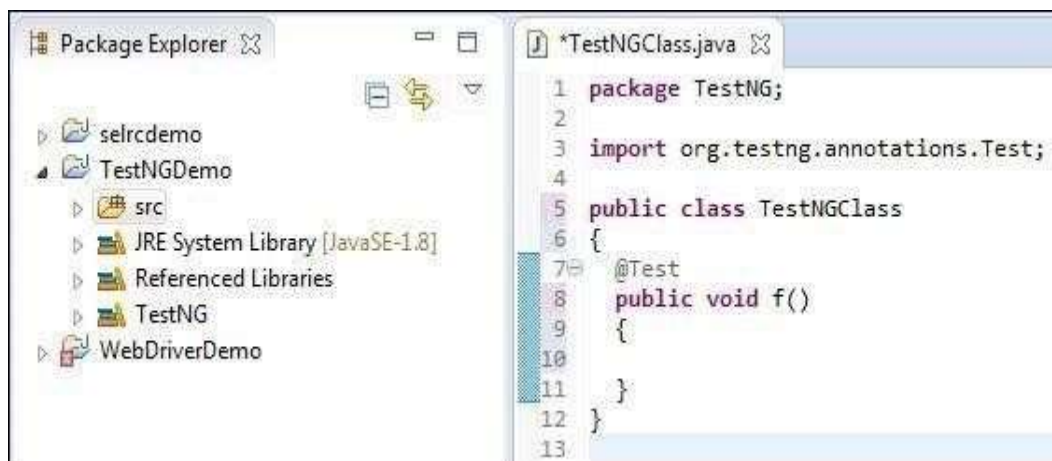 Package Explorer
selrcdemo
TestNGDemo
src
JRE System Library [JavaSE-1.8]
Referenced Libraries
TestNG
WebDriverDemo
*TestNGClass.java
1 package TestNG;
2
3 import org.testng.annotations.Test;
4
5 public class TestNGClass
6 {
7 @Test
8 public void f()
9 {
10
11 }
12 }
13